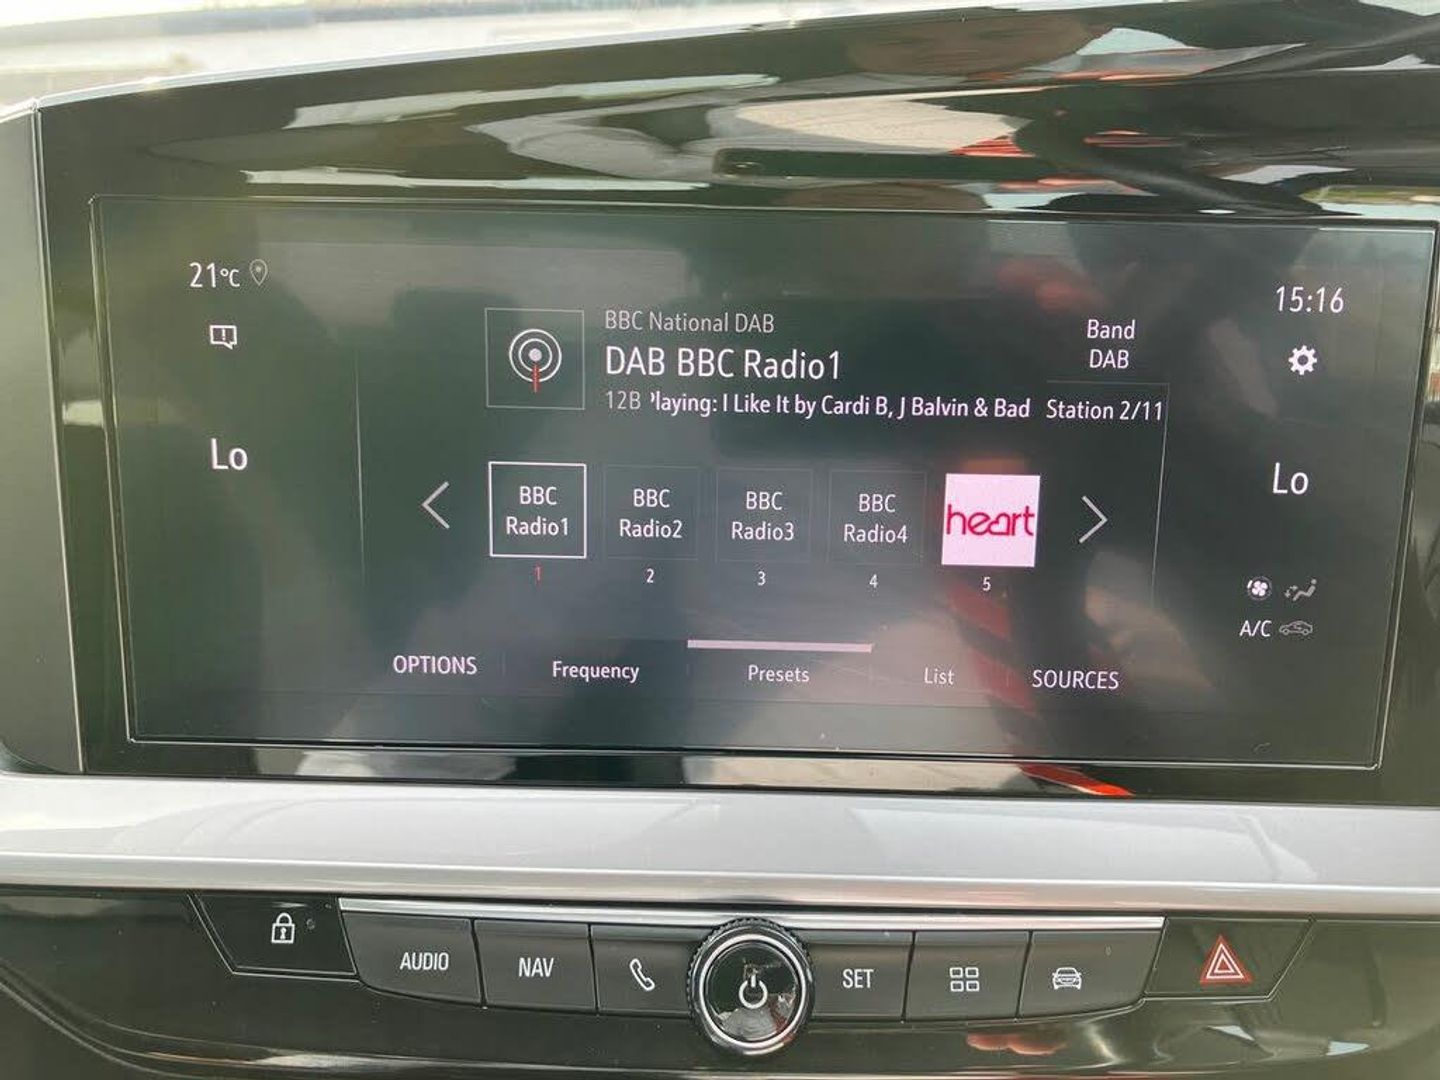 21°C
15:16
BBC National DAB
DAB BBC Radio1
12B 'laying: I Like It by Cardi B, J Balvin & Bad
Band
DAB
Station 2/11
Lo
Lo
BBC
Radio1
1
BBC
Radio2
2
BBC
Radio3
3
BBC
Radio4
4
heart
5
A/C
OPTIONS
Frequency
Presets
List
SOURCES
AUDIO
NAV
SET